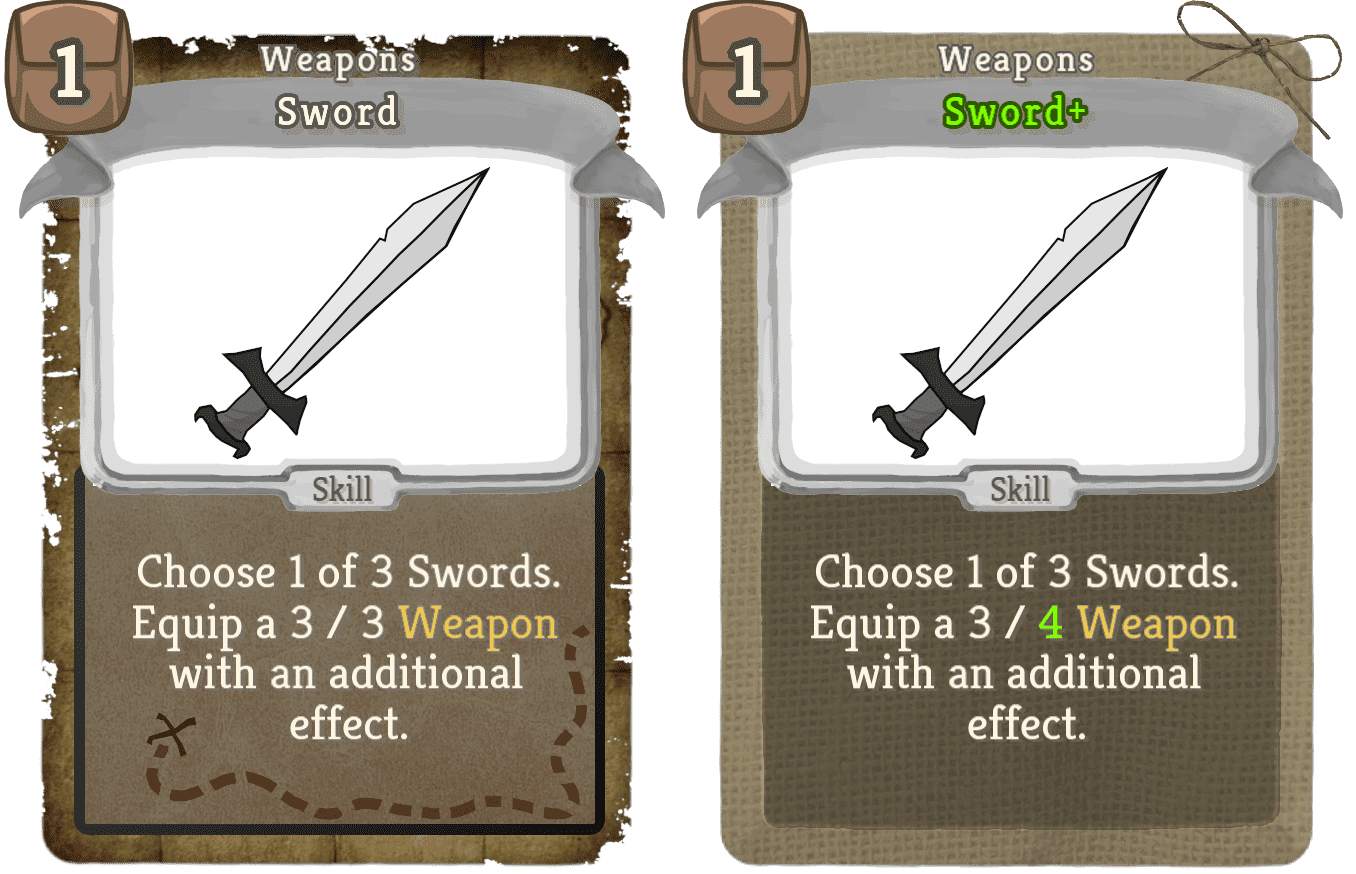 1
Weapons
Sword
Skill
Choose 1 of 3 Swords.
Equip a 3 / 3 Weapon
with an additional
effect.
1
Weapons
Sword+
Skill
Choose 1 of 3 Swords.
Equip a 3 / 4 Weapon
with an additional
effect.